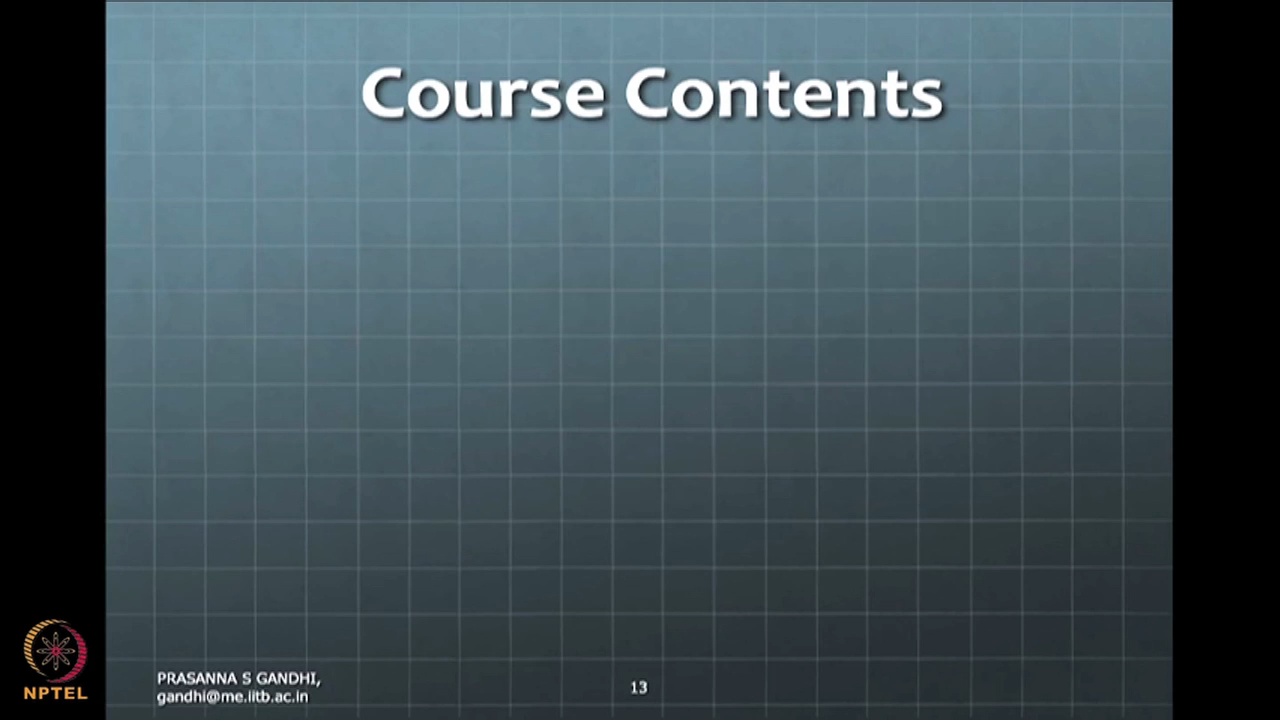 Course Contents
PRASANNA S GANDHI,
gandhi@me.iitb.ac.in
13
NPTEL